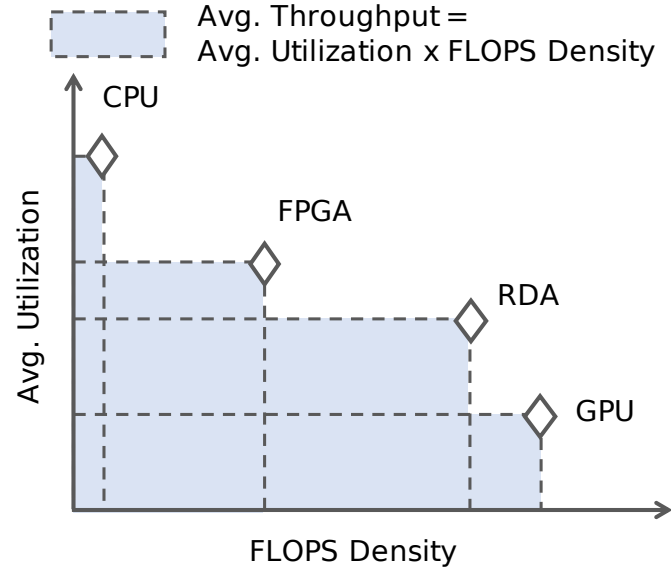 Avg. Throughput =
Avg. Utilization x FLOPS Density
CPU
FPGA
RDA
GPU
Avg. Utilization
FLOPS Density